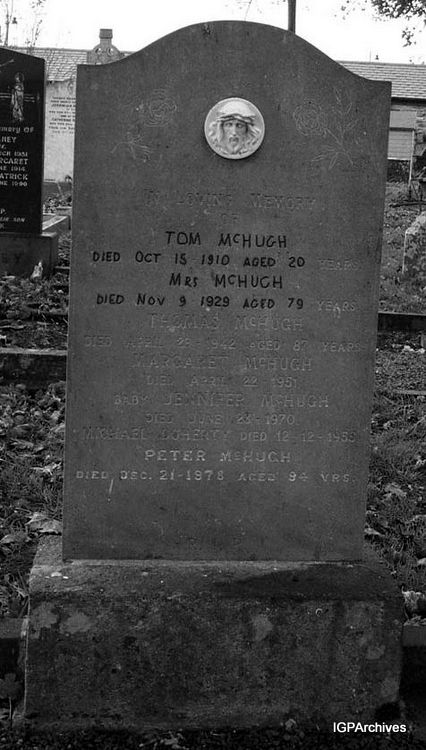 IN LOVING MEMORY
OF
TOM McHUGH
DIED OCT 15 1910 AGED 20 YEARS
MRS McHUGH
DIED NOV 9 1929 AGED 79 YEARS
THOMAS McHUGH
DIED APRIL 28 1942 AGED 87 YEARS
MARGARET McHUGH
DIED APRIL 22 1951
BABY JENNIFER McHUGH
DIED JUNE 28 1970
MICHAEL DOHERTY DIED 12-12-1955
PETER McHUGH
DIED DEC. 21-1978 AGED 94 YRS.
IGPArchives